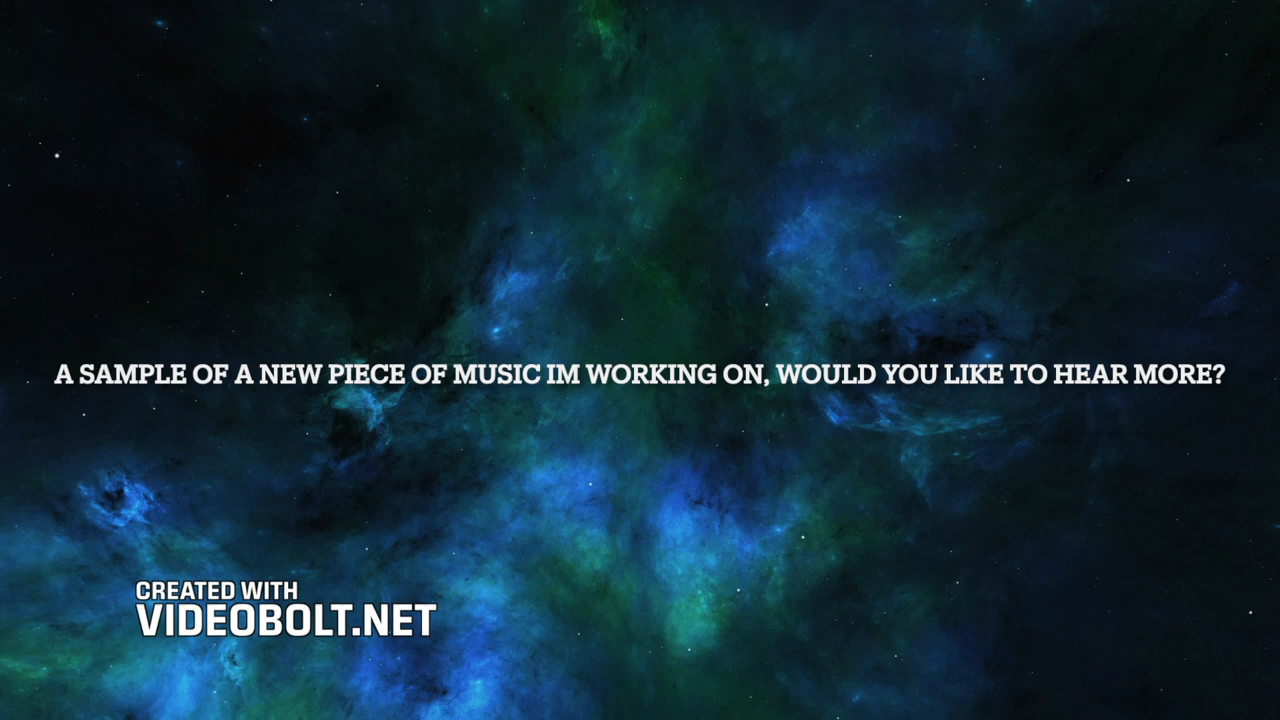 A SAMPLE OF A NEW PIECE OF MUSIC IM WORKING ON, WOULD YOU LIKE TO HEAR MORE?
CREATED WITH
VIDEOBOLT.NET